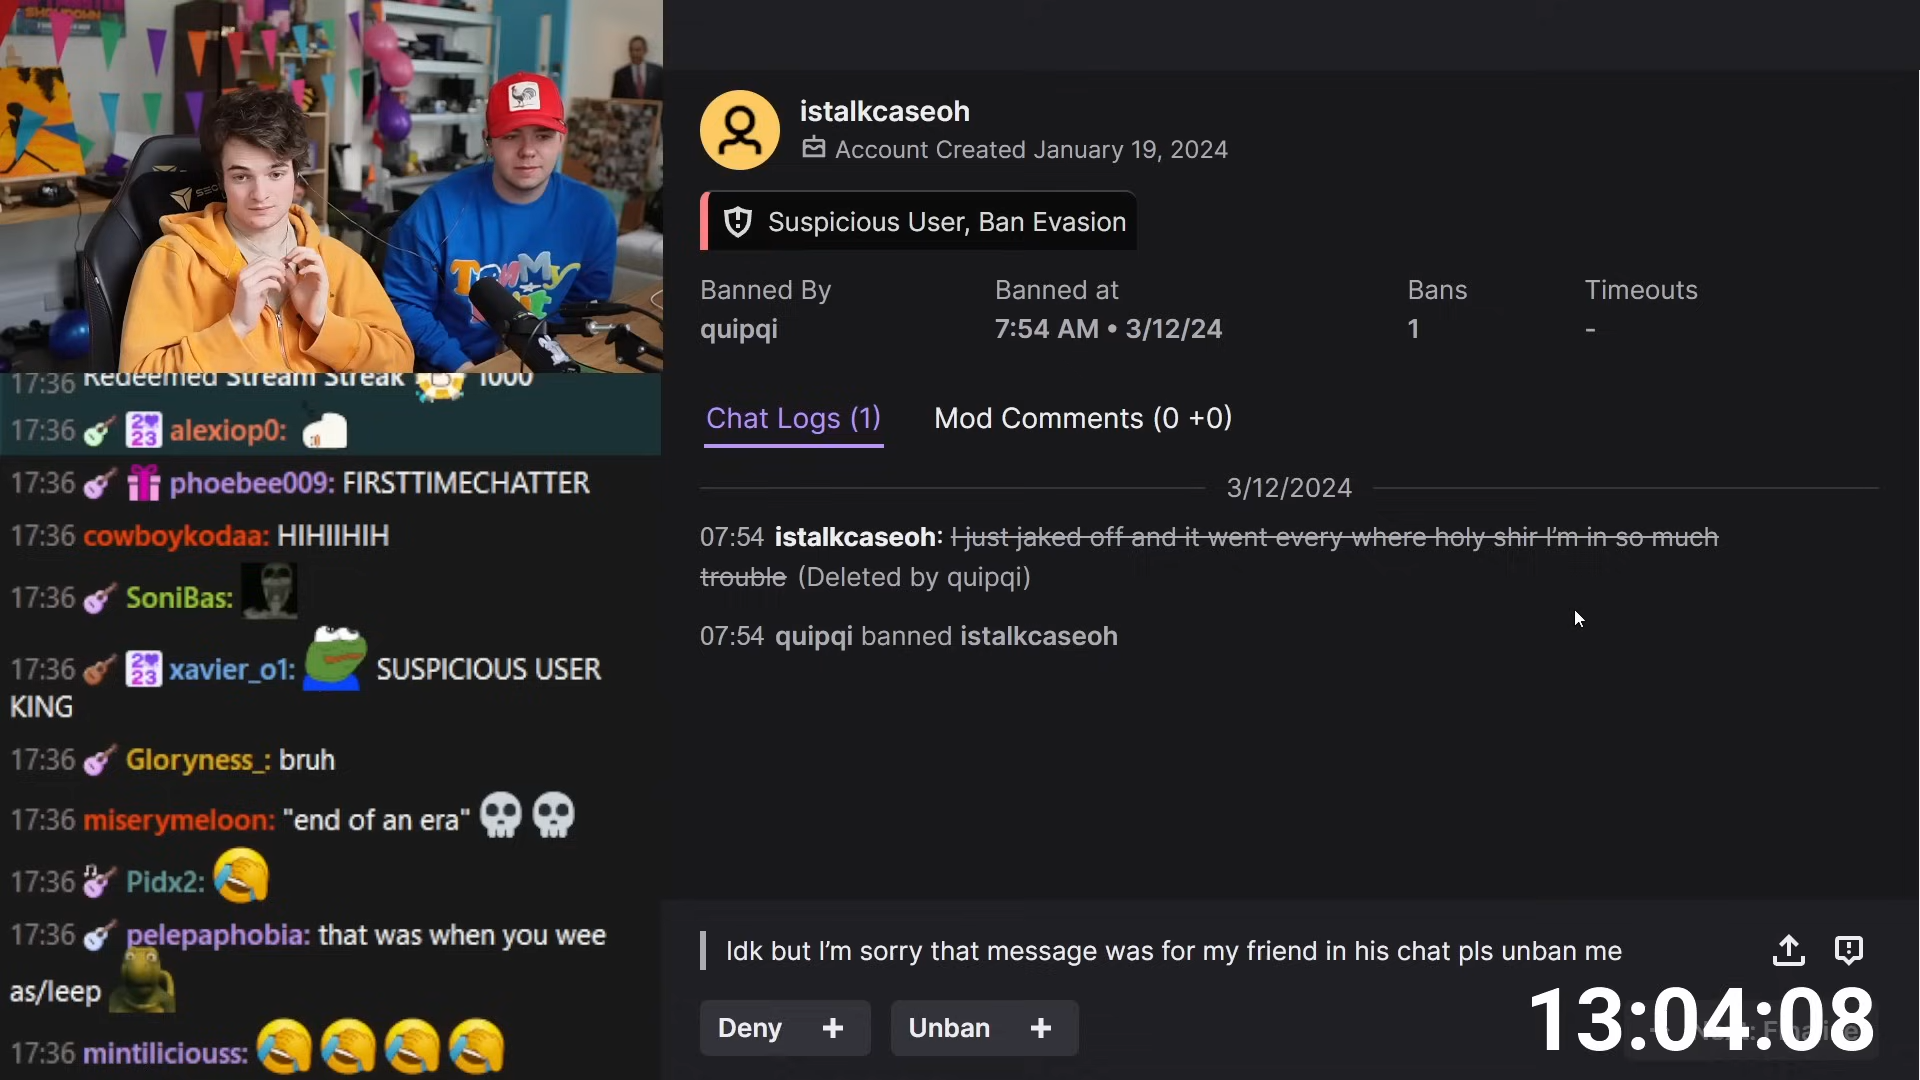 SHOWDOWN
SEC
TOMMY
17:36 Redeemed Stream Streak 1000
17:36 alexiop0:
17:36 phoebee009: FIRSTTIMECHATTER
17:36 cowboykodaa: HIHIIHIH
17:36 SoniBas:
17:36 xavier_o1: SUSPICIOUS USER
KING
17:36 Gloryness_: bruh
17:36 miserymeloon: "end of an era"
17:36 Pidx2:
17:36 pelepaphobia: that was when you wee
as/leep
17:36 mintiliciouss:
istalkcaseoh
Account Created January 19, 2024
Suspicious User, Ban Evasion
Banned By Banned at Bans Timeouts
quipqi 7:54 AM • 3/12/24 1 -
Chat Logs (1) Mod Comments (0 +0)
3/12/2024
07:54 istalkcaseoh: I just jaked off and it went every where holy shir I’m in so much
trouble (Deleted by quipqi)
07:54 quipqi banned istalkcaseoh
Idk but I’m sorry that message was for my friend in his chat pls unban me
Deny + Unban +
13:04:08